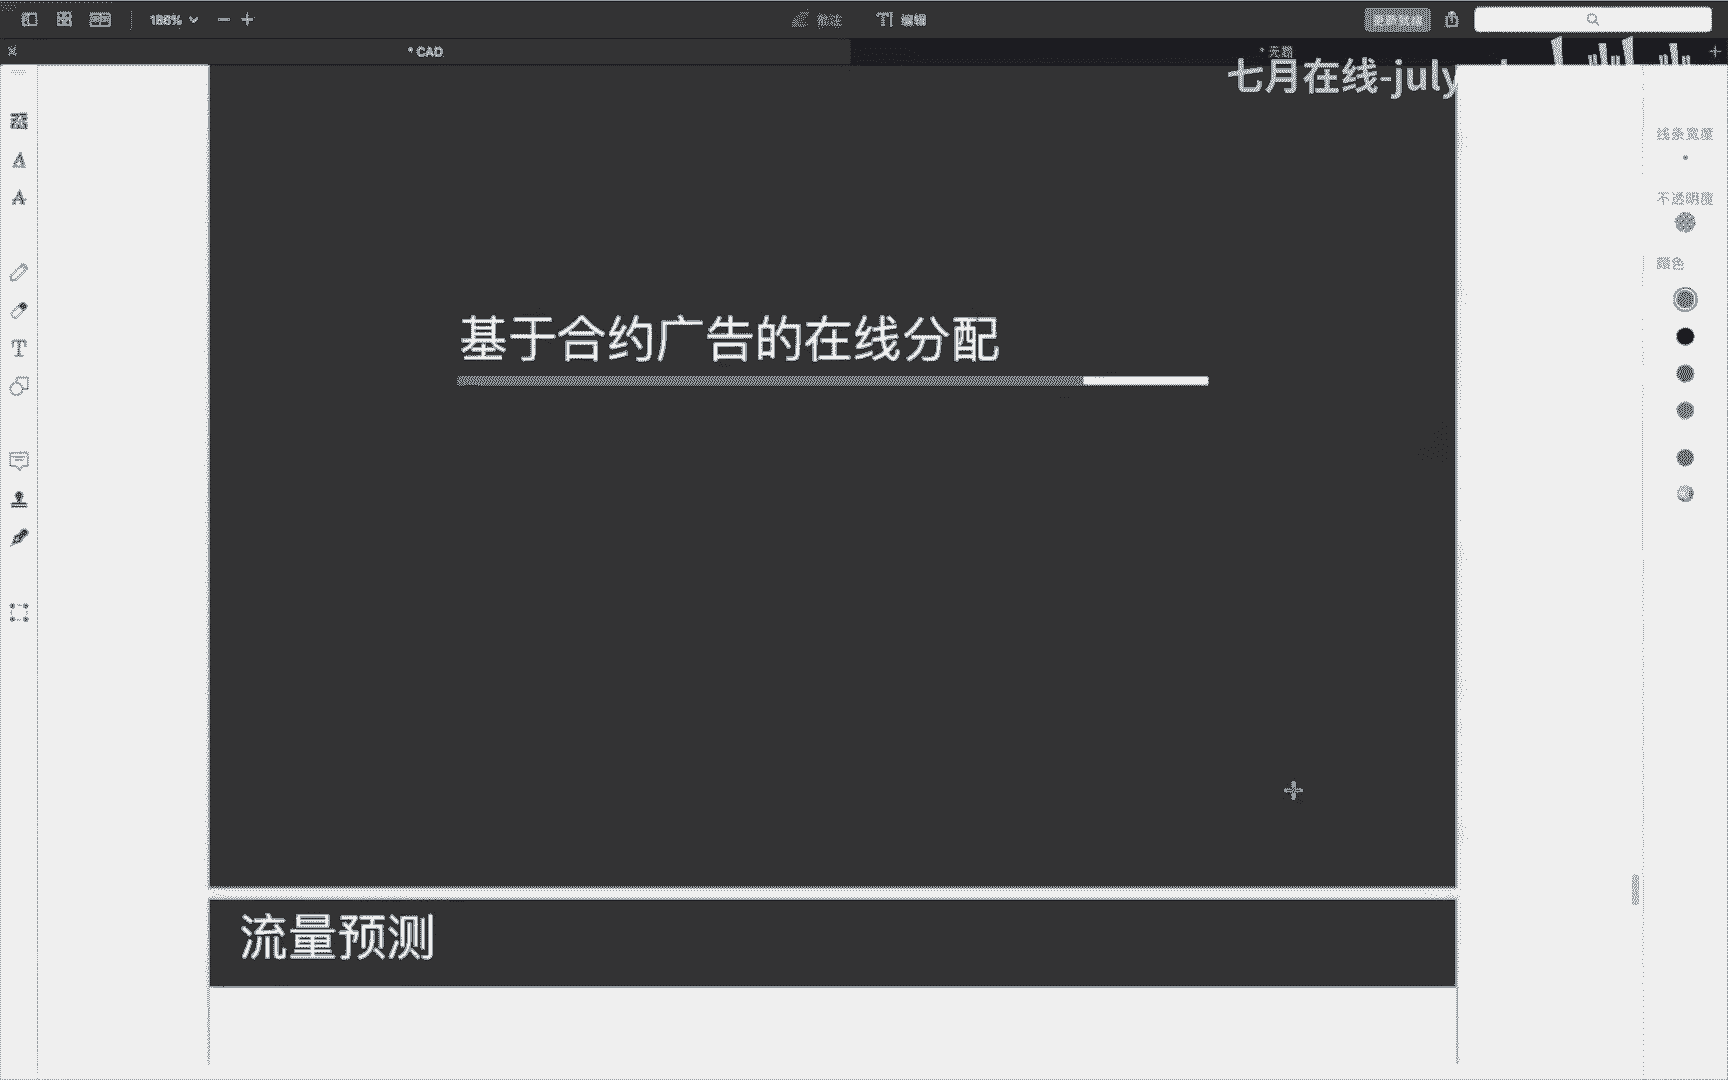 批注
编辑
更新就绪
* CAD
* 无题
七月在线-july
线条宽度
不透明度
颜色
基于合约广告的在线分配
流量预测